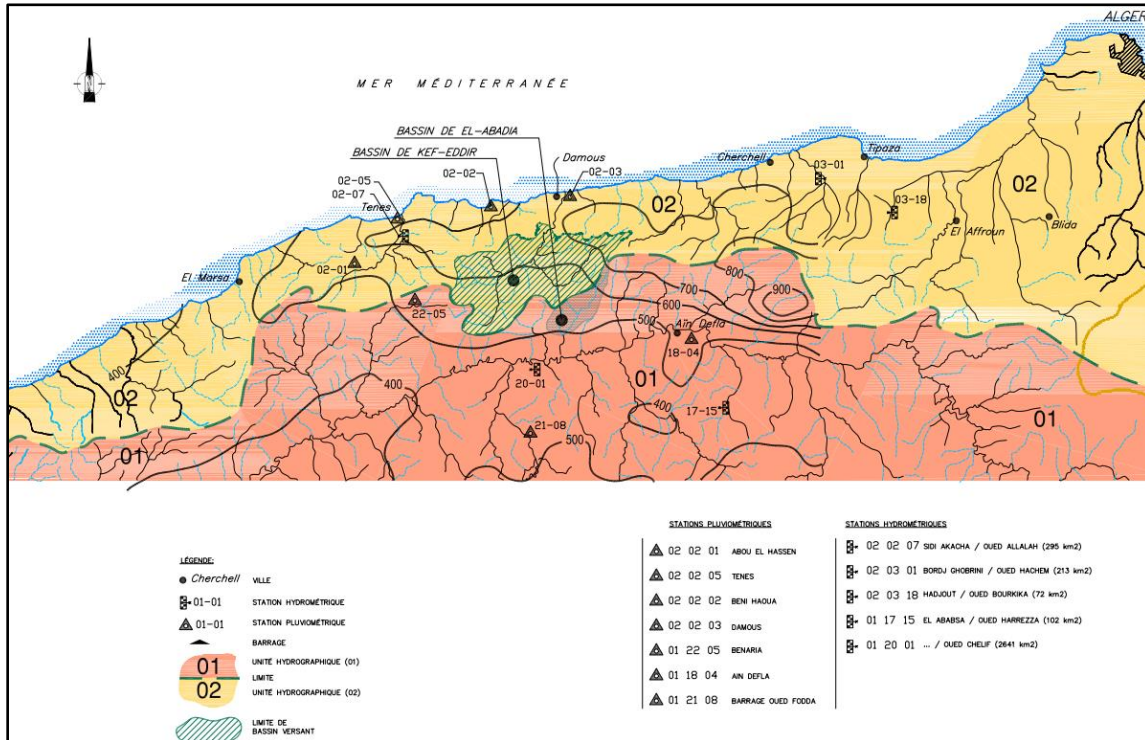 ALGER
MER MÉDITERRANÉE
BASSIN DE EL-ABADIA
BASSIN DE KEF-EDDIR
Damous
Cherchell
Tipaza
03-01
02-05
02-02
02-03
02-07
Tenes
02
03-18
02
El Affroun
Blida
02-01
El Marsa
22-05
800
700
900
600
500
Aïn Defla
18-04
400
20-01
01
400
02
400
17-15
01
21-08
500
01
LÉGENDE:
Cherchell VILLE
01-01 STATION HYDROMÉTRIQUE
01-01 STATION PLUVIOMÉTRIQUE
BARRAGE
01 UNITÉ HYDROGRAPHIQUE (01)
LIMITE
02 UNITÉ HYDROGRAPHIQUE (02)
LIMITE DE
BASSIN VERSANT
STATIONS PLUVIOMÉTRIQUES
02 02 01 ABOU EL HASSEN
02 02 05 TENES
02 02 02 BENI HAOUA
02 02 03 DAMOUS
01 22 05 BENARIA
01 18 04 AIN DEFLA
01 21 08 BARRAGE OUED FODDA
STATIONS HYDROMÉTRIQUES
02 02 07 SIDI AKACHA / OUED ALLALAH (295 km2)
02 03 01 BORDJ GHOBRINI / OUED HACHEM (213 km2)
02 03 18 HADJOUT / OUED BOURKIKA (72 km2)
01 17 15 EL ABABSA / OUED HARREZZA (102 km2)
01 20 01 ... / OUED CHELIF (2641 km2)